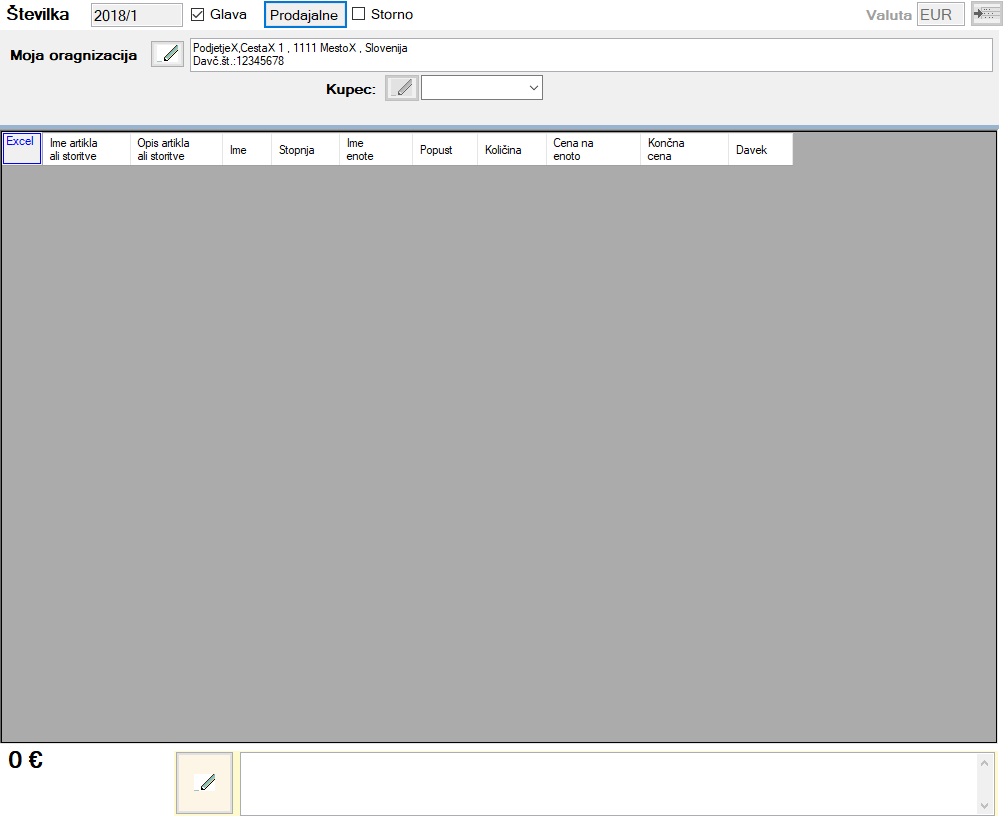 Številka 2018/1 Glava Prodajalne Storno Valuta EUR
Moja oragnizacija
PodjetjeX,CestaX 1 , 1111 MestoX , Slovenija
Davč.št.:12345678
Kupec:
Excel
Ime artikla
ali storitve
Opis artikla
ali storitve
Ime
Stopnja
Ime
enote
Popust
Količina
Cena na
enoto
Končna
cena
Davek
0 €